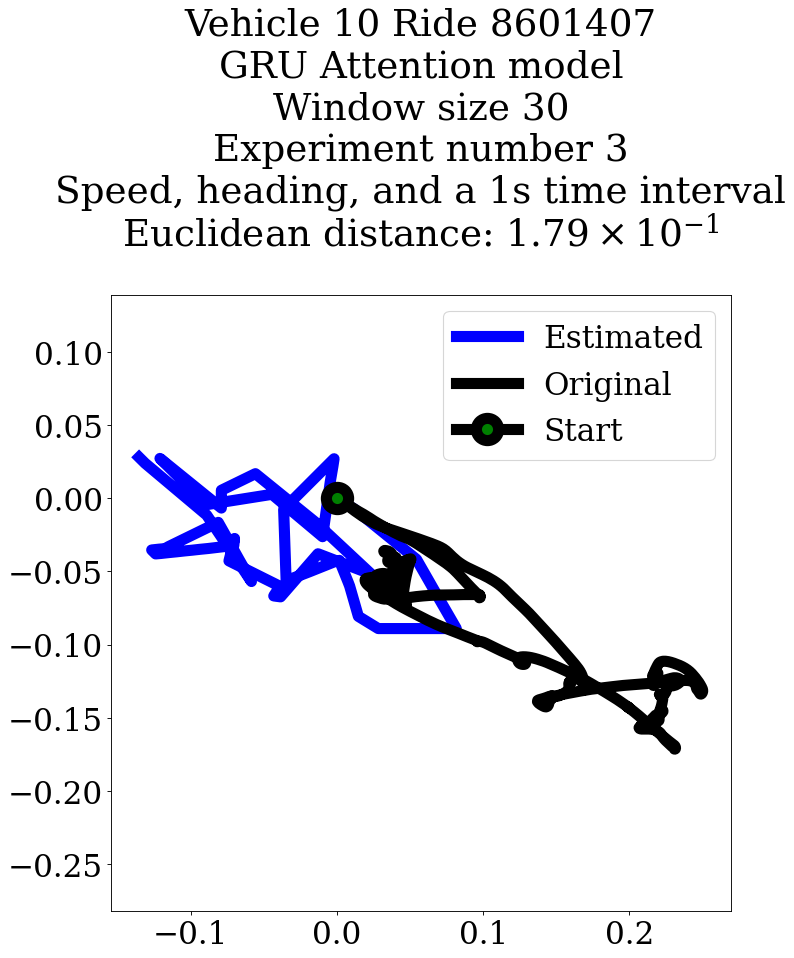 Vehicle 10 Ride 8601407
GRU Attention model
Window size 30
Experiment number 3
Speed, heading, and a 1s time interval
Euclidean distance: 1.79 × 10⁻¹
Estimated
Original
Start
0.10
0.05
0.00
−0.05
−0.10
−0.15
−0.20
−0.25
−0.1 0.0 0.1 0.2